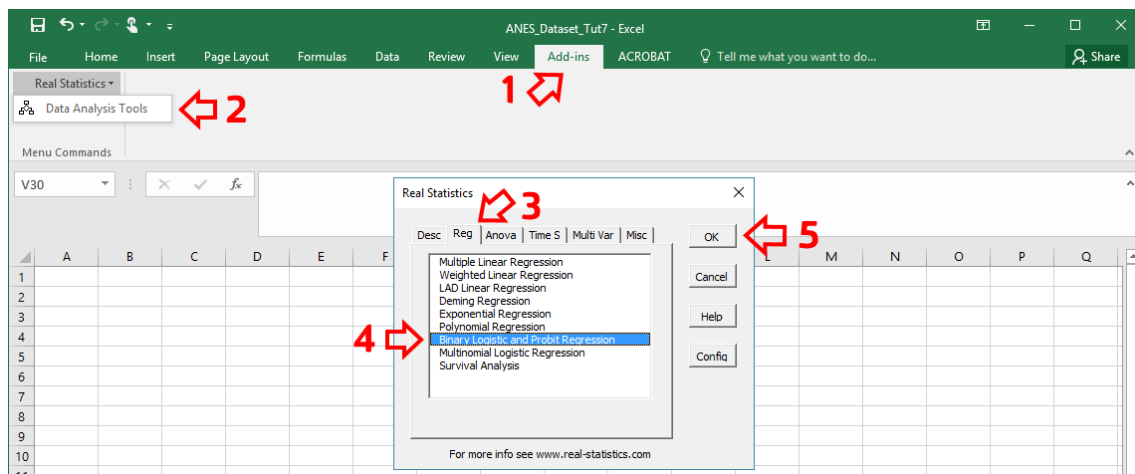 ANES_Dataset_Tut7 - Excel
File Home Insert Page Layout Formulas Data Review View Add-ins ACROBAT Tell me what you want to do... Share
1
Real Statistics
Data Analysis Tools
2
Menu Commands
V30 fx
Real Statistics
3
Desc Reg Anova Time S Multi Var Misc
OK
5
A B C D E F L M N O P Q
Multiple Linear Regression
Weighted Linear Regression
LAD Linear Regression
Deming Regression
Exponential Regression
Polynomial Regression
4
Binary Logistic and Probit Regression
Multinomial Logistic Regression
Survival Analysis
Cancel
Help
Config
For more info see www.real-statistics.com
1
2
3
4
5
6
7
8
9
10